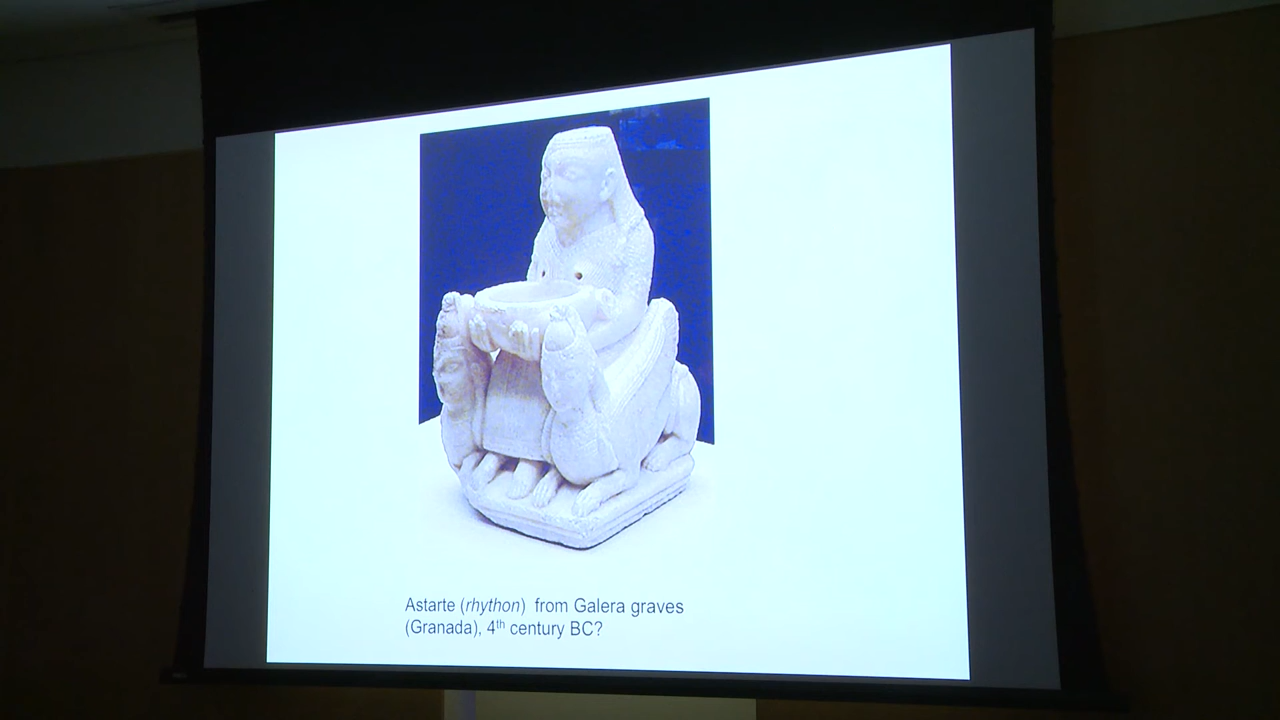 Astarte (rhython) from Galera graves
(Granada), 4th century BC?